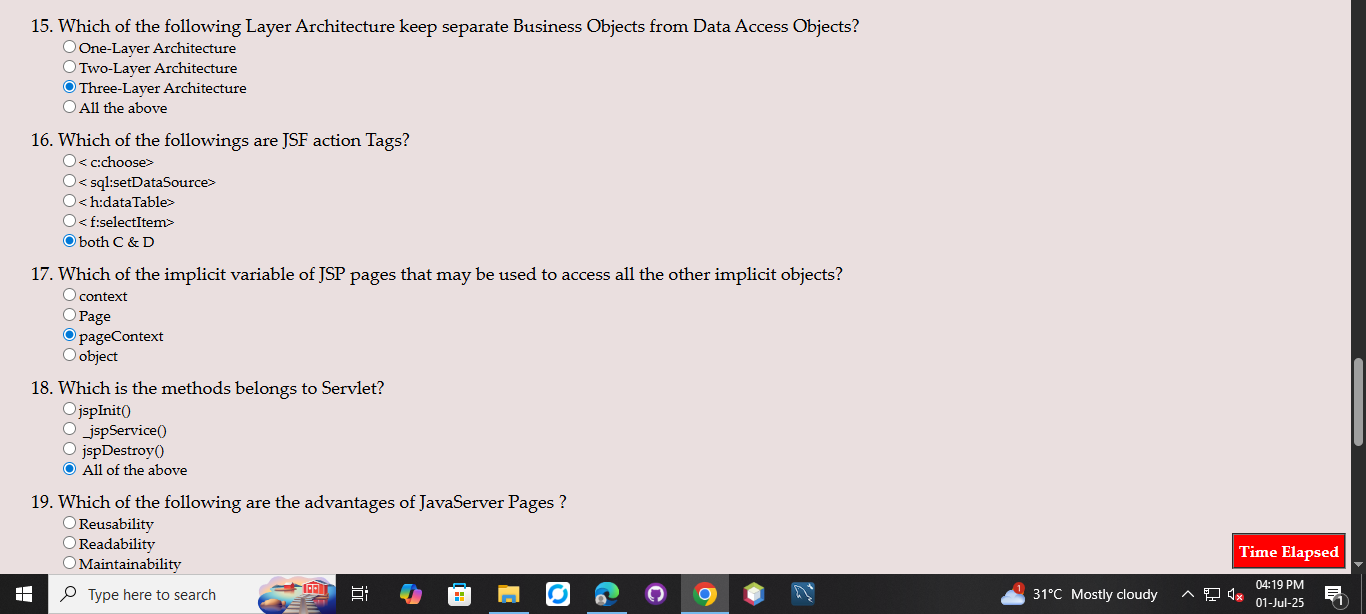 15. Which of the following Layer Architecture keep separate Business Objects from Data Access Objects?
One-Layer Architecture
Two-Layer Architecture
Three-Layer Architecture
All the above
16. Which of the followings are JSF action Tags?
< c:choose>
< sql:setDataSource>
< h:dataTable>
< f:selectItem>
both C & D
17. Which of the implicit variable of JSP pages that may be used to access all the other implicit objects?
context
Page
pageContext
object
18. Which is the methods belongs to Servlet?
jspInit()
_jspService()
jspDestroy()
All of the above
19. Which of the following are the advantages of JavaServer Pages ?
Reusability
Readability
Maintainability
Time Elapsed
Type here to search
1
31°C Mostly cloudy
04:19 PM
01-Jul-25
1